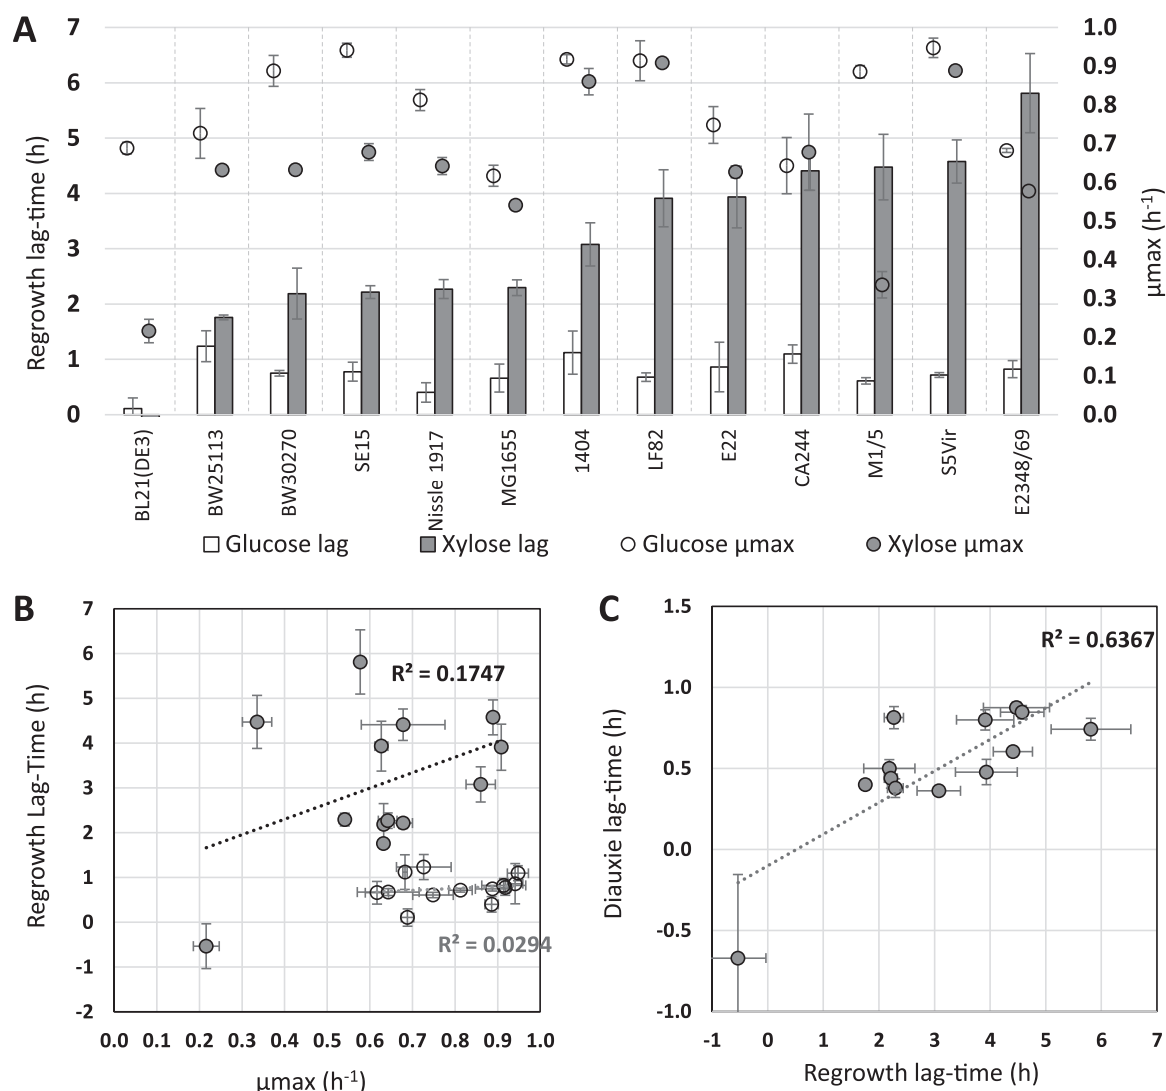 A
7
6
5
4
3
2
1
0
Regrowth lag-time (h)
1.0
0.9
0.8
0.7
0.6
0.5
0.4
0.3
0.2
0.1
0.0
μmax (h-1)
BL21(DE3)
BW25113
BW30270
SE15
Nissle 1917
MG1655
1404
LF82
E22
CA244
M1/5
S5Vir
E2348/69
Glucose lag Xylose lag Glucose μmax Xylose μmax
B
7
6
5
4
3
2
1
0
-1
-2
Regrowth Lag-Time (h)
R² = 0.1747
R² = 0.0294
0.0 0.1 0.2 0.3 0.4 0.5 0.6 0.7 0.8 0.9 1.0
μmax (h-1)
C
1.5
1.0
0.5
0.0
-0.5
-1.0
Diauxie lag-time (h)
R² = 0.6367
-1 0 1 2 3 4 5 6 7
Regrowth lag-time (h)